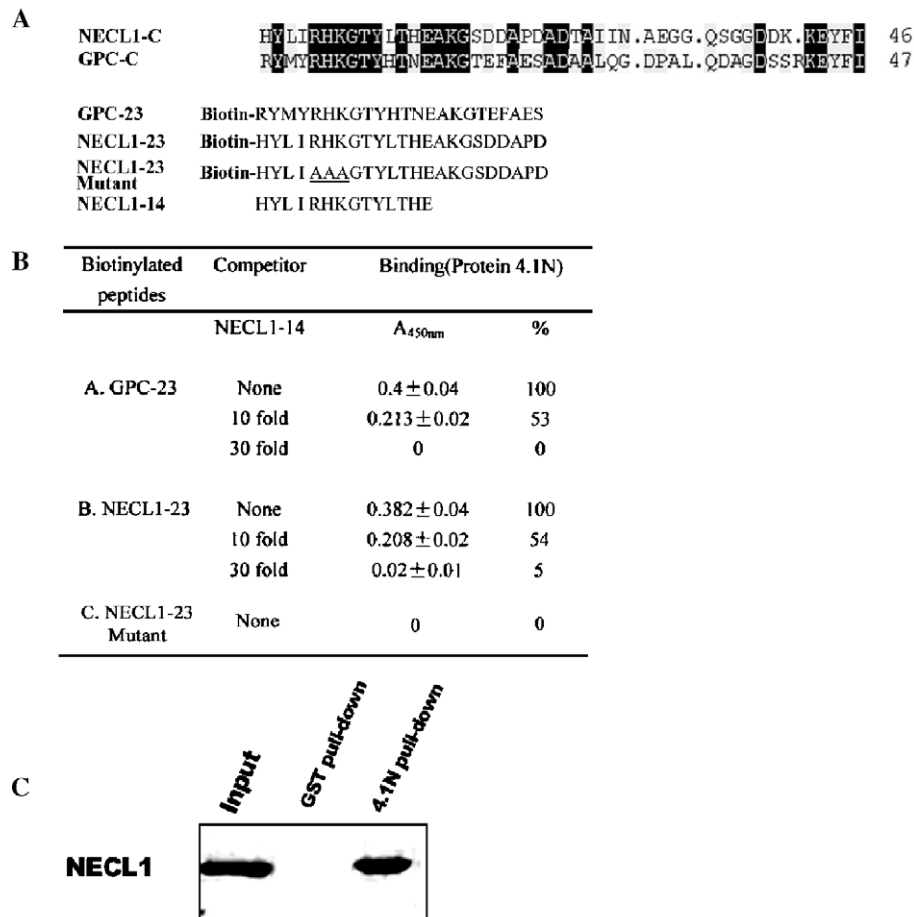 A
NECL1-C HYLIRHKGTYLTHEAKGSDDAPDADTAIIN.AEGG.QSGGDDK.KEYFI 46
GPC-C RYMYRHKGTYHTNEAKGTEFAESADAALQG.DPAL.QDAGDSSRKEYFI 47
GPC-23 Biotin-RYMYRHKGTYHTNEAKGTEFAES
NECL1-23 Biotin-HYL I RHKGTYLTHEAKGSDDAPD
NECL1-23 Biotin-HYL I AAAGTYLTHEAKGSDDAPD
Mutant
NECL1-14 HYL I RHKGTYLTHE
B
Biotinylated Competitor Binding(Protein 4.1N)
peptides
NECL1-14 A450nm %
A. GPC-23 None 0.4±0.04 100
10 fold 0.213±0.02 53
30 fold 0 0
B. NECL1-23 None 0.382±0.04 100
10 fold 0.208±0.02 54
30 fold 0.02±0.01 5
C. NECL1-23 None 0 0
Mutant
C
Input GST pull-down 4.1N pull-down
NECL1